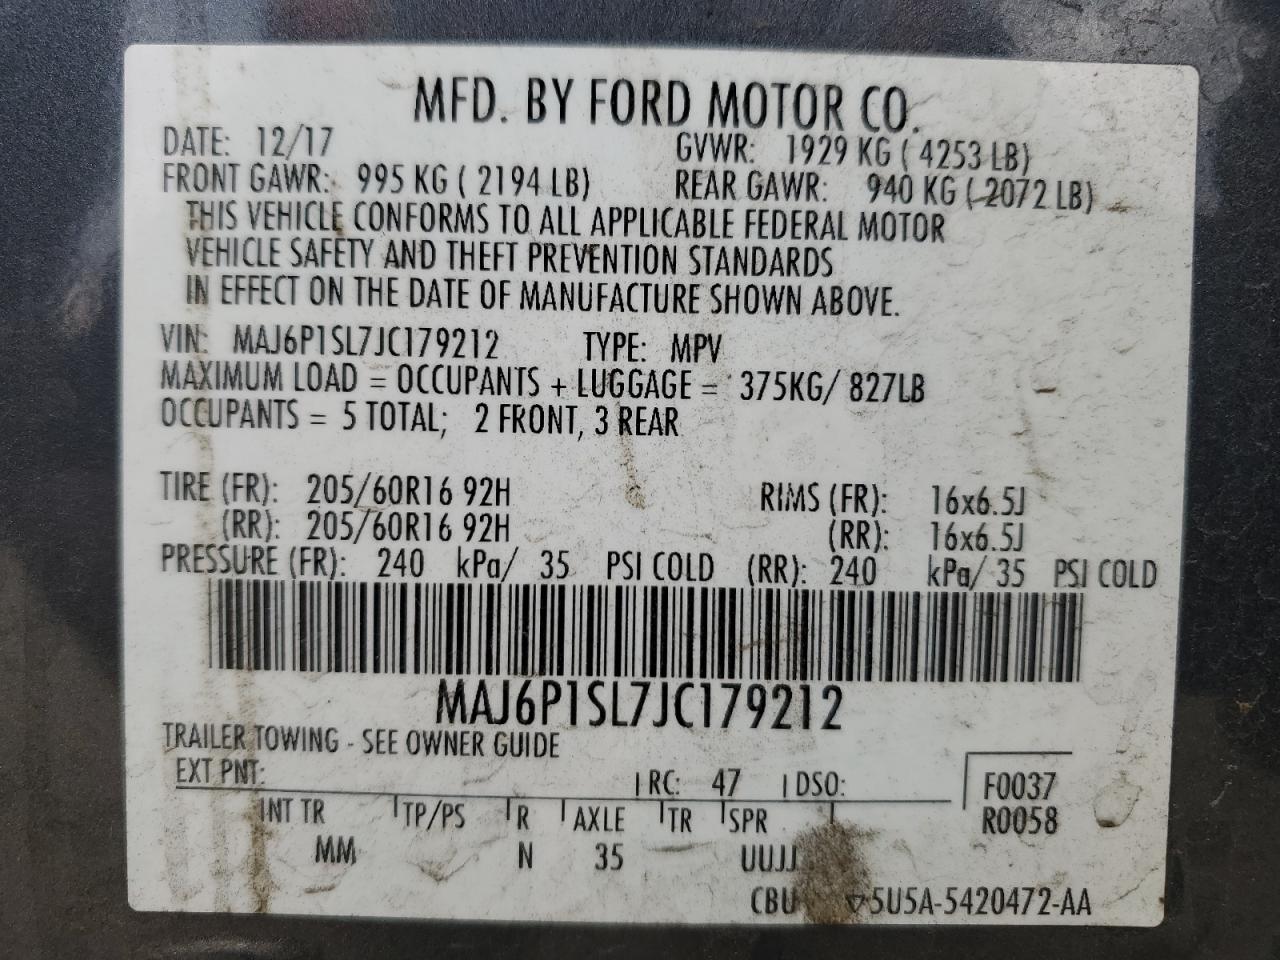 MFD. BY FORD MOTOR CO.
DATE: 12/17 GVWR: 1929 KG ( 4253 LB)
FRONT GAWR: 995 KG ( 2194 LB) REAR GAWR: 940 KG ( 2072 LB)
THIS VEHICLE CONFORMS TO ALL APPLICABLE FEDERAL MOTOR
VEHICLE SAFETY AND THEFT PREVENTION STANDARDS
IN EFFECT ON THE DATE OF MANUFACTURE SHOWN ABOVE.
VIN: MAJ6P1SL7JC179212 TYPE: MPV
MAXIMUM LOAD = OCCUPANTS + LUGGAGE = 375KG/ 827LB
OCCUPANTS = 5 TOTAL; 2 FRONT, 3 REAR
TIRE (FR): 205/60R16 92H RIMS (FR): 16x6.5J
(RR): 205/60R16 92H (RR): 16x6.5J
PRESSURE (FR): 240 kPa/ 35 PSI COLD (RR): 240 kPa/ 35 PSI COLD
MAJ6P1SL7JC179212
TRAILER TOWING - SEE OWNER GUIDE
EXT PNT: RC: 47 DSO: F0037
INT TR TP/PS R AXLE TR SPR R0058
MM N 35 UUJJ
CBU 5U5A-5420472-AA